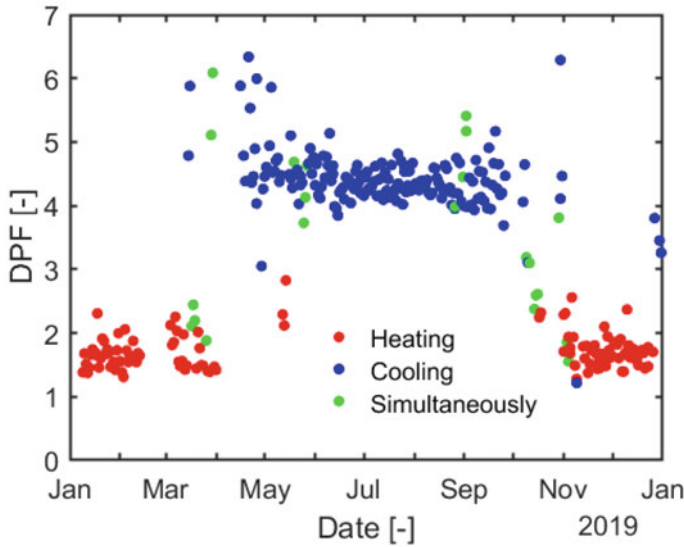 7
6
5
4
3
2
1
0
DPF [-]
Heating
Cooling
Simultaneously
Jan Mar May Jul Sep Nov Jan
Date [-]
2019